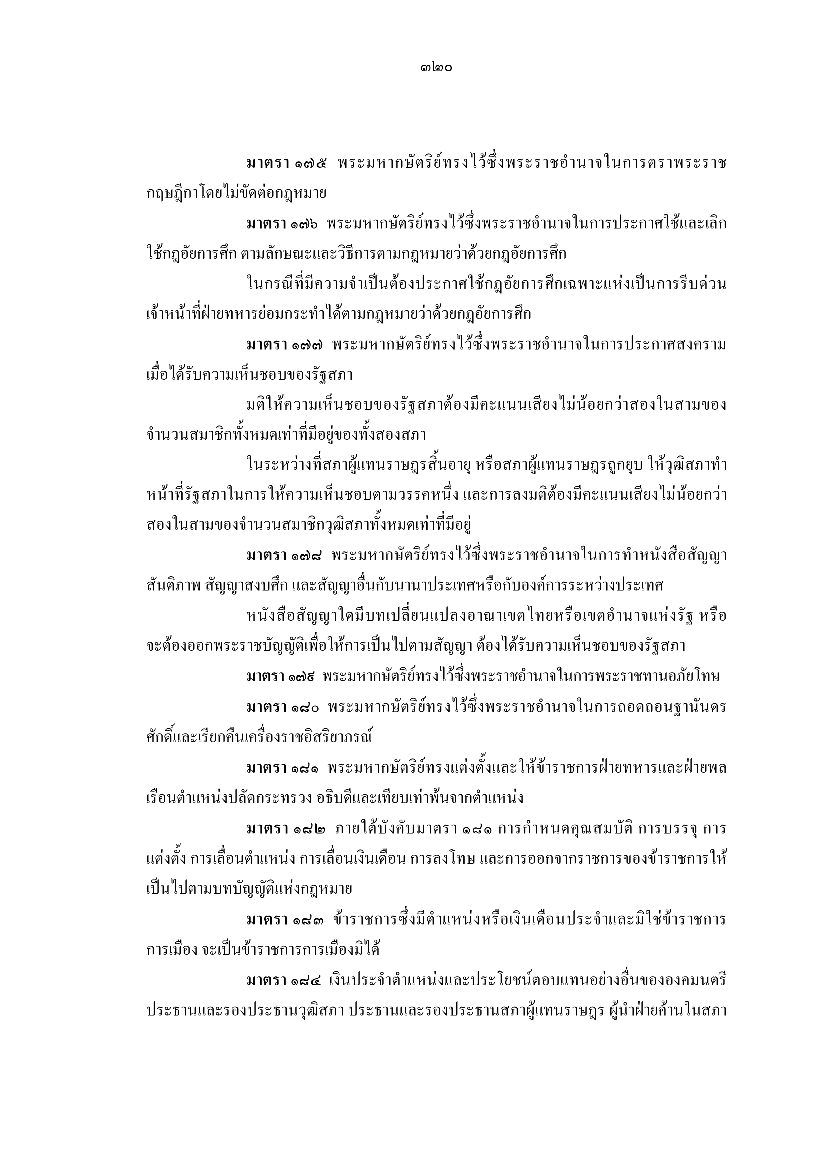 ๓๒๐
มาตรา ๑๗๕ พระมหากษัตริย์ทรงไว้ซึ่งพระราชอำนาจในการตราพระราช
กฤษฎีกาโดยไม่ขัดต่อกฎหมาย
มาตรา ๑๗๖ พระมหากษัตริย์ทรงไว้ซึ่งพระราชอำนาจในการประกาศใช้และเลิก
ใช้กฎอัยการศึก ตามลักษณะและวิธีการตามกฎหมายว่าด้วยกฎอัยการศึก
ในกรณีที่มีความจำเป็นต้องประกาศใช้กฎอัยการศึกเฉพาะแห่งเป็นการรีบด่วน
เจ้าหน้าที่ฝ่ายทหารย่อมกระทำได้ตามกฎหมายว่าด้วยกฎอัยการศึก
มาตรา ๑๗๗ พระมหากษัตริย์ทรงไว้ซึ่งพระราชอำนาจในการประกาศสงคราม
เมื่อได้รับความเห็นชอบของรัฐสภา
มติให้ความเห็นชอบของรัฐสภาต้องมีคะแนนเสียงไม่น้อยกว่าสองในสามของ
จำนวนสมาชิกทั้งหมดเท่าที่มีอยู่ของทั้งสองสภา
ในระหว่างที่สภาผู้แทนราษฎรสิ้นอายุ หรือสภาผู้แทนราษฎรถูกยุบ ให้วุฒิสภาทำ
หน้าที่รัฐสภาในการให้ความเห็นชอบตามวรรคหนึ่ง และการลงมติต้องมีคะแนนเสียงไม่น้อยกว่า
สองในสามของจำนวนสมาชิกวุฒิสภาทั้งหมดเท่าที่มีอยู่
มาตรา ๑๗๘ พระมหากษัตริย์ทรงไว้ซึ่งพระราชอำนาจในการทำหนังสือสัญญา
สันติภาพ สัญญาสงบศึก และสัญญาอื่นกับนานาประเทศหรือกับองค์การระหว่างประเทศ
หนังสือสัญญาใดมีบทเปลี่ยนแปลงอาณาเขตไทยหรือเขตอำนาจแห่งรัฐ หรือ
จะต้องออกพระราชบัญญัติเพื่อให้การเป็นไปตามสัญญา ต้องได้รับความเห็นชอบของรัฐสภา
มาตรา ๑๗๙ พระมหากษัตริย์ทรงไว้ซึ่งพระราชอำนาจในการพระราชทานอภัยโทษ
มาตรา ๑๘๐ พระมหากษัตริย์ทรงไว้ซึ่งพระราชอำนาจในการถอดถอนฐานันดร
ศักดิ์และเรียกคืนเครื่องราชอิสริยาภรณ์
มาตรา ๑๘๑ พระมหากษัตริย์ทรงแต่งตั้งและให้ข้าราชการฝ่ายทหารและฝ่ายพล
เรือนตำแหน่งปลัดกระทรวง อธิบดีและเทียบเท่าพ้นจากตำแหน่ง
มาตรา ๑๘๒ ภายใต้บังคับมาตรา ๑๘๑ การกำหนดคุณสมบัติ การบรรจุ การ
แต่งตั้ง การเลื่อนตำแหน่ง การเลื่อนเงินเดือน การลงโทษ และการออกจากราชการของข้าราชการให้
เป็นไปตามบทบัญญัติแห่งกฎหมาย
มาตรา ๑๘๓ ข้าราชการซึ่งมีตำแหน่งหรือเงินเดือนประจำและมิใช่ข้าราชการ
การเมือง จะเป็นข้าราชการการเมืองมิได้
มาตรา ๑๘๔ เงินประจำตำแหน่งและประโยชน์ตอบแทนอย่างอื่นขององคมนตรี
ประธานและรองประธานวุฒิสภา ประธานและรองประธานสภาผู้แทนราษฎร ผู้นำฝ่ายค้านในสภา